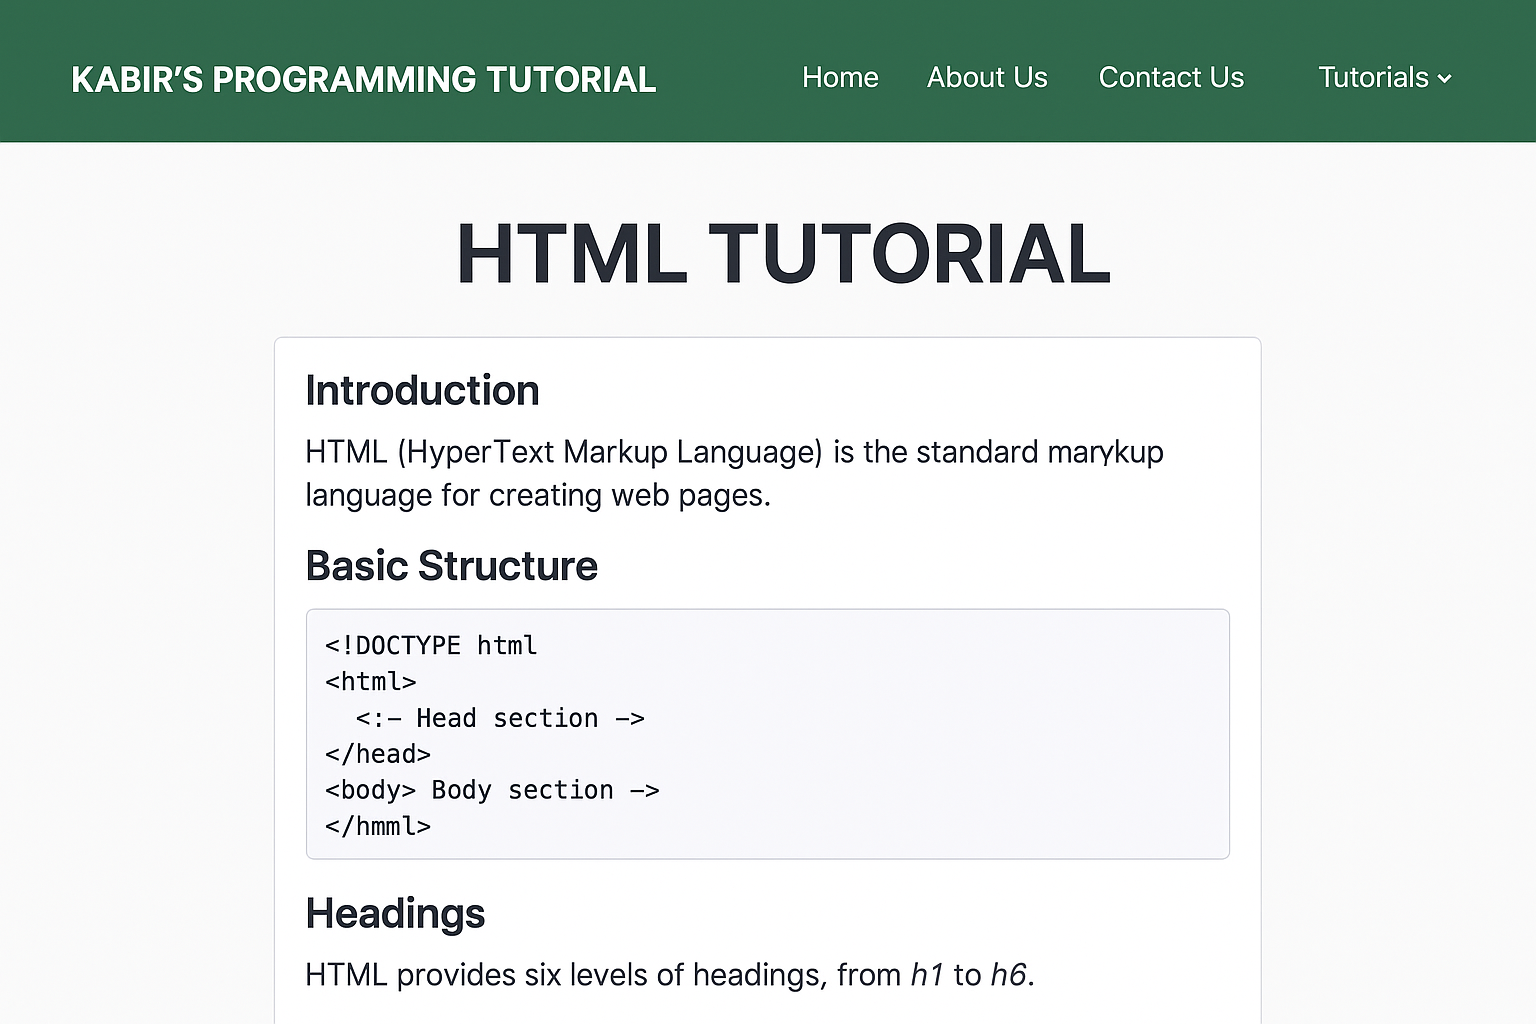 KABIR’S PROGRAMMING TUTORIAL
Home
About Us
Contact Us
Tutorials
HTML TUTORIAL
Introduction
HTML (HyperText Markup Language) is the standard marykup
language for creating web pages.
Basic Structure
<!DOCTYPE html
<html>
  <:– Head section –>
</head>
<body> Body section –>
</hmml>
Headings
HTML provides six levels of headings, from h1 to h6.